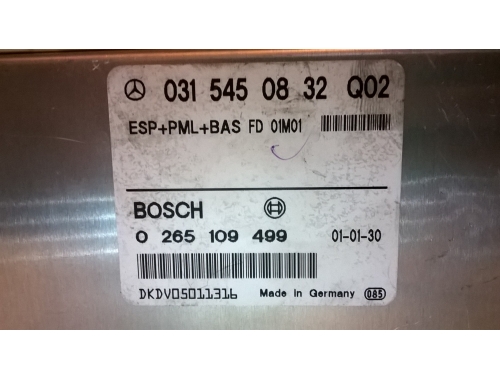 031 545 08 32 Q02
ESP+PML+BAS FD 01M01
BOSCH
0 265 109 499 01-01-30
DKDV05011316 Made in Germany 085